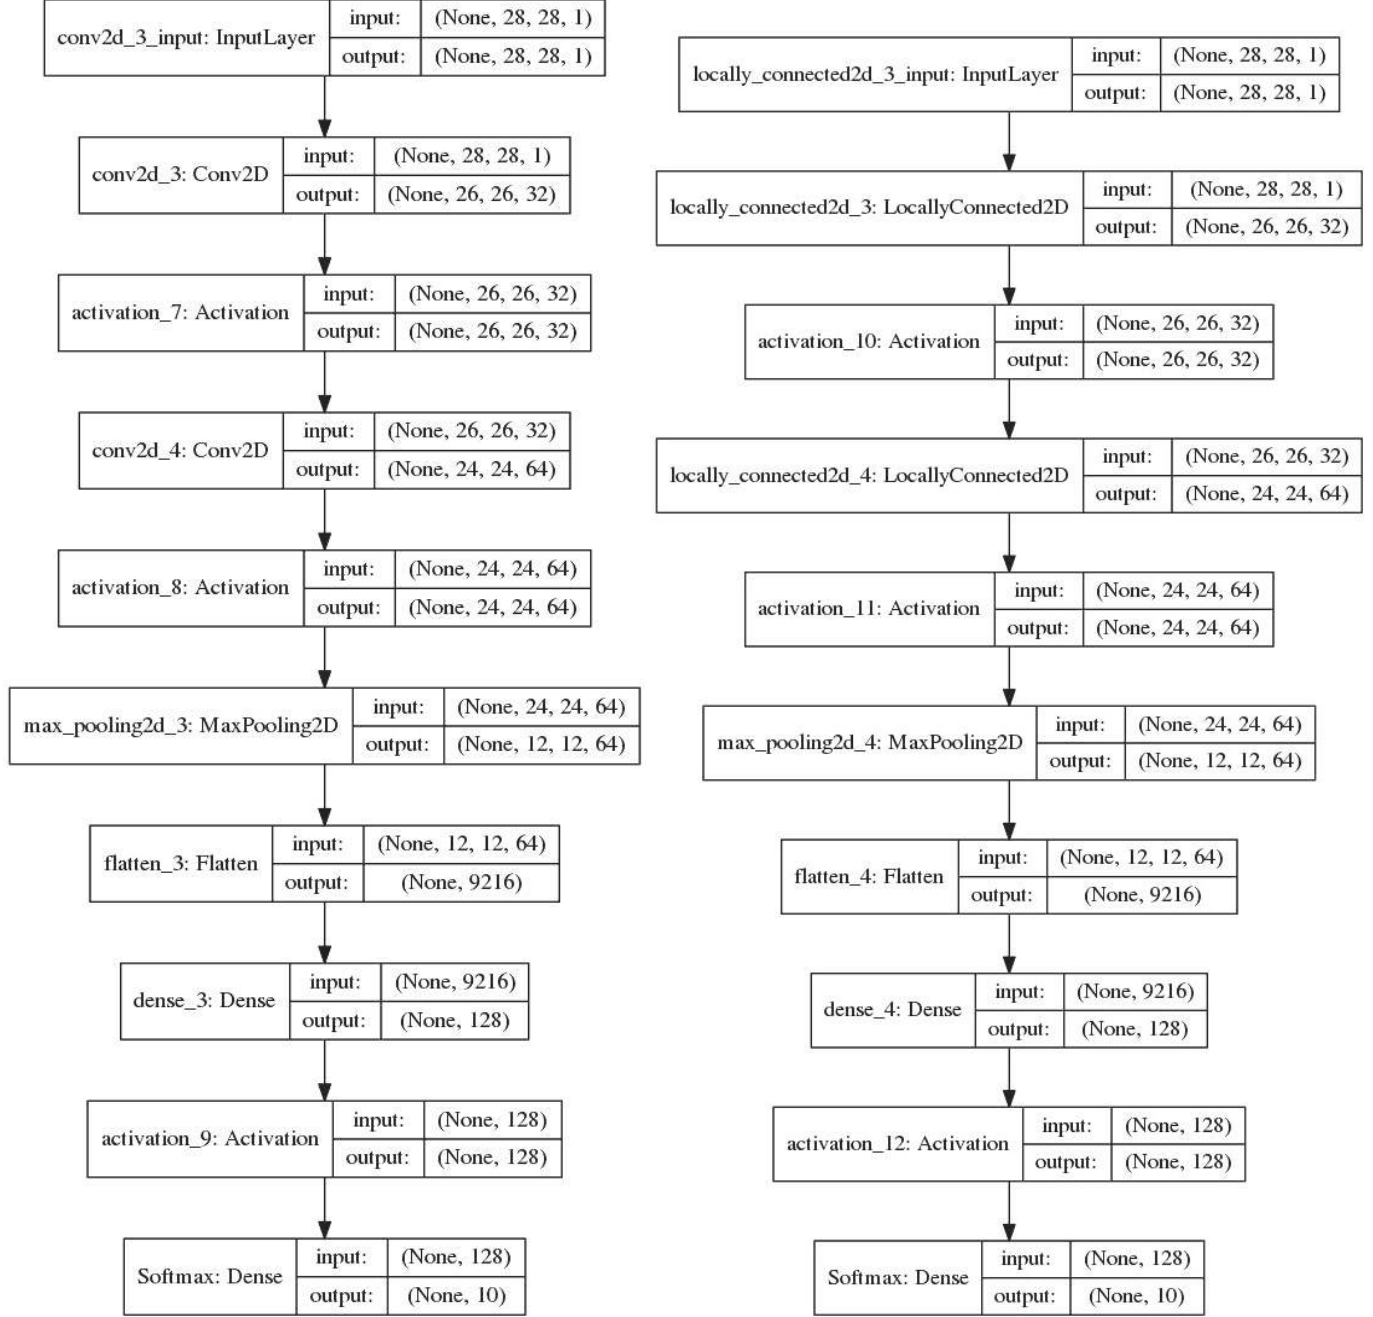 conv2d_3_input: InputLayer
input: (None, 28, 28, 1)
output: (None, 28, 28, 1)
conv2d_3: Conv2D
input: (None, 28, 28, 1)
output: (None, 26, 26, 32)
activation_7: Activation
input: (None, 26, 26, 32)
output: (None, 26, 26, 32)
conv2d_4: Conv2D
input: (None, 26, 26, 32)
output: (None, 24, 24, 64)
activation_8: Activation
input: (None, 24, 24, 64)
output: (None, 24, 24, 64)
max_pooling2d_3: MaxPooling2D
input: (None, 24, 24, 64)
output: (None, 12, 12, 64)
flatten_3: Flatten
input: (None, 12, 12, 64)
output: (None, 9216)
dense_3: Dense
input: (None, 9216)
output: (None, 128)
activation_9: Activation
input: (None, 128)
output: (None, 128)
Softmax: Dense
input: (None, 128)
output: (None, 10)
locally_connected2d_3_input: InputLayer
input: (None, 28, 28, 1)
output: (None, 28, 28, 1)
locally_connected2d_3: LocallyConnected2D
input: (None, 28, 28, 1)
output: (None, 26, 26, 32)
activation_10: Activation
input: (None, 26, 26, 32)
output: (None, 26, 26, 32)
locally_connected2d_4: LocallyConnected2D
input: (None, 26, 26, 32)
output: (None, 24, 24, 64)
activation_11: Activation
input: (None, 24, 24, 64)
output: (None, 24, 24, 64)
max_pooling2d_4: MaxPooling2D
input: (None, 24, 24, 64)
output: (None, 12, 12, 64)
flatten_4: Flatten
input: (None, 12, 12, 64)
output: (None, 9216)
dense_4: Dense
input: (None, 9216)
output: (None, 128)
activation_12: Activation
input: (None, 128)
output: (None, 128)
Softmax: Dense
input: (None, 128)
output: (None, 10)